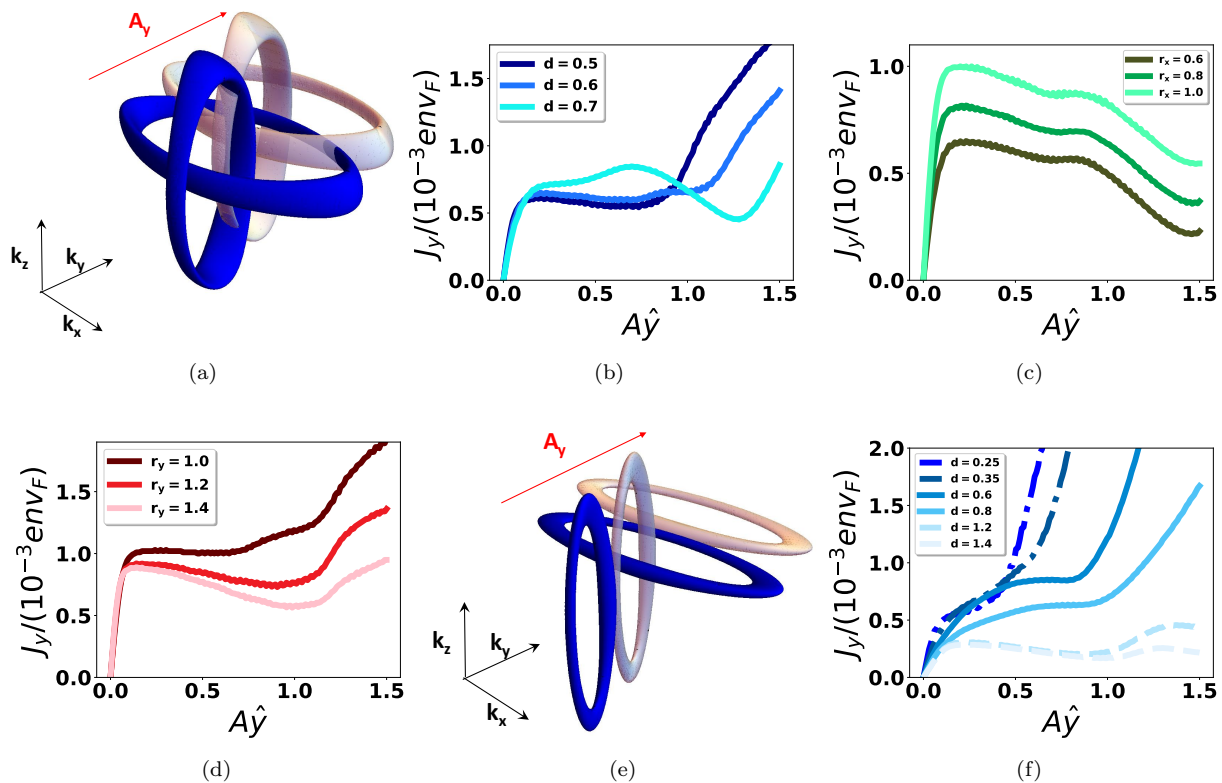 A_y
k_z
k_y
k_x
(a)
J_y/(10^{-3}env_F)
1.5
1.0
0.5
0.0
d = 0.5
d = 0.6
d = 0.7
0.0 0.5 1.0 1.5
Aŷ
(b)
J_y/(10^{-3}env_F)
1.0
0.5
0.0
r_x = 0.6
r_x = 0.8
r_x = 1.0
0.0 0.5 1.0 1.5
Aŷ
(c)
J_y/(10^{-3}env_F)
1.5
1.0
0.5
0.0
r_y = 1.0
r_y = 1.2
r_y = 1.4
0.0 0.5 1.0 1.5
Aŷ
(d)
A_y
k_z
k_y
k_x
(e)
J_y/(10^{-3}env_F)
2.0
1.5
1.0
0.5
0.0
d = 0.25
d = 0.35
d = 0.6
d = 0.8
d = 1.2
d = 1.4
0.0 0.5 1.0 1.5
Aŷ
(f)